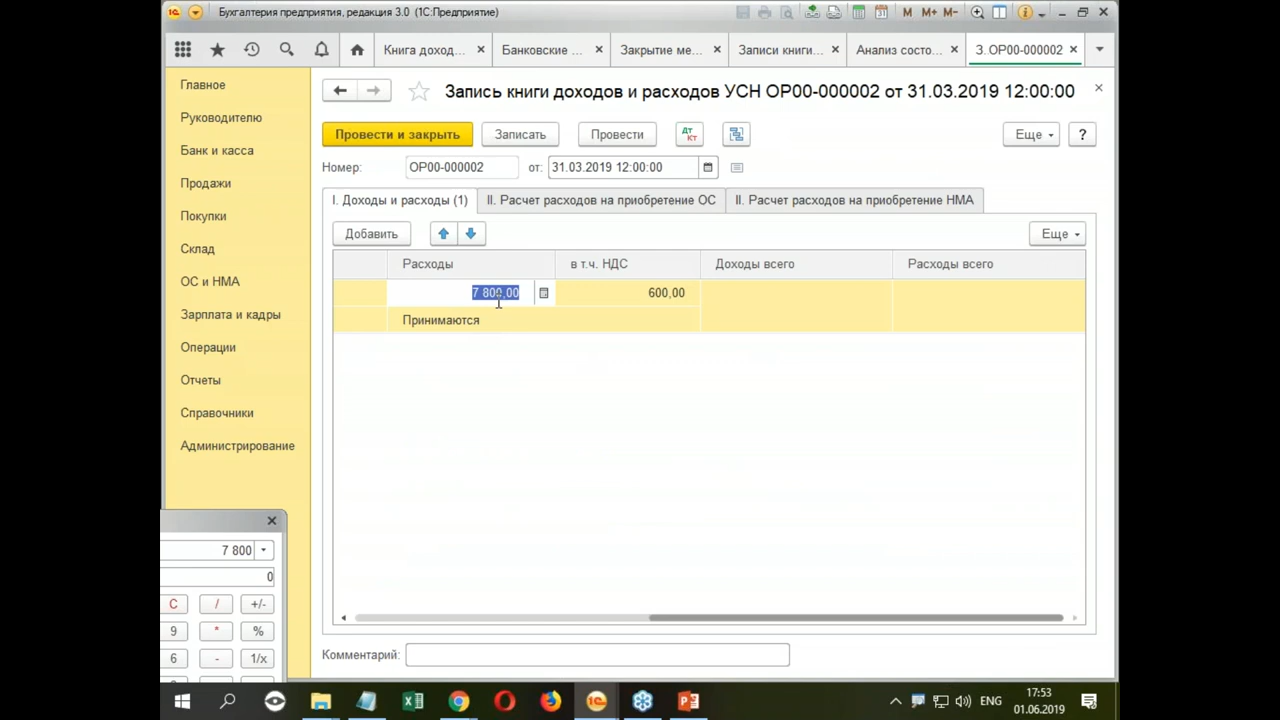 Бухгалтерия предприятия, редакция 3.0 (1С:Предприятие)
M M+ M-
Книга доход...
Банковские ...
Закрытие ме...
Записи книги...
Анализ состо...
З. ОР00-000002
Главное
Руководителю
Банк и касса
Продажи
Покупки
Склад
ОС и НМА
Зарплата и кадры
Операции
Отчеты
Справочники
Администрирование
Запись книги доходов и расходов УСН ОР00-000002 от 31.03.2019 12:00:00
Провести и закрыть
Записать
Провести
Дт Кт
Еще
?
Номер: ОР00-000002 от: 31.03.2019 12:00:00
I. Доходы и расходы (1)
II. Расчет расходов на приобретение ОС
II. Расчет расходов на приобретение НМА
Добавить
Еще
Расходы
в т.ч. НДС
Доходы всего
Расходы всего
7 800,00
600,00
Принимаются
Комментарий:
7 800
0
C / +/-
9 * %
6 - 1/x
ENG
17:53
01.06.2019